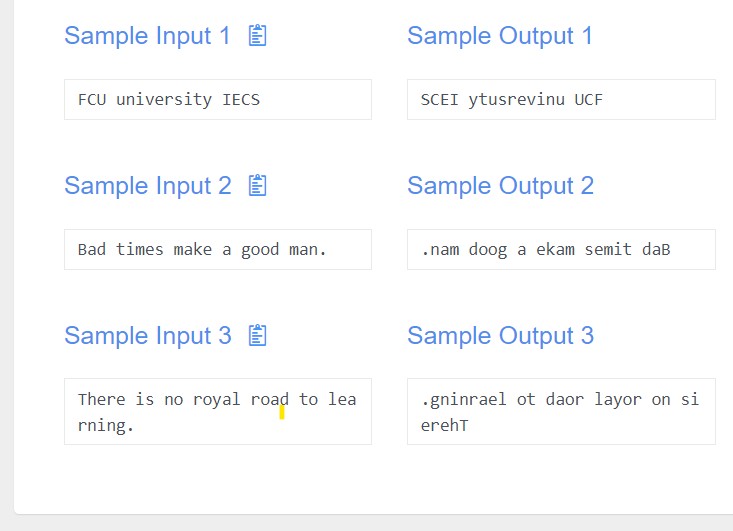 Sample Input 1
Sample Output 1
FCU university IECS
SCEI ytusrevinu UCF
Sample Input 2
Sample Output 2
Bad times make a good man.
.nam doog a ekam semit daB
Sample Input 3
Sample Output 3
There is no royal road to lea
rning.
.gninrael ot daor layor on si
erehT